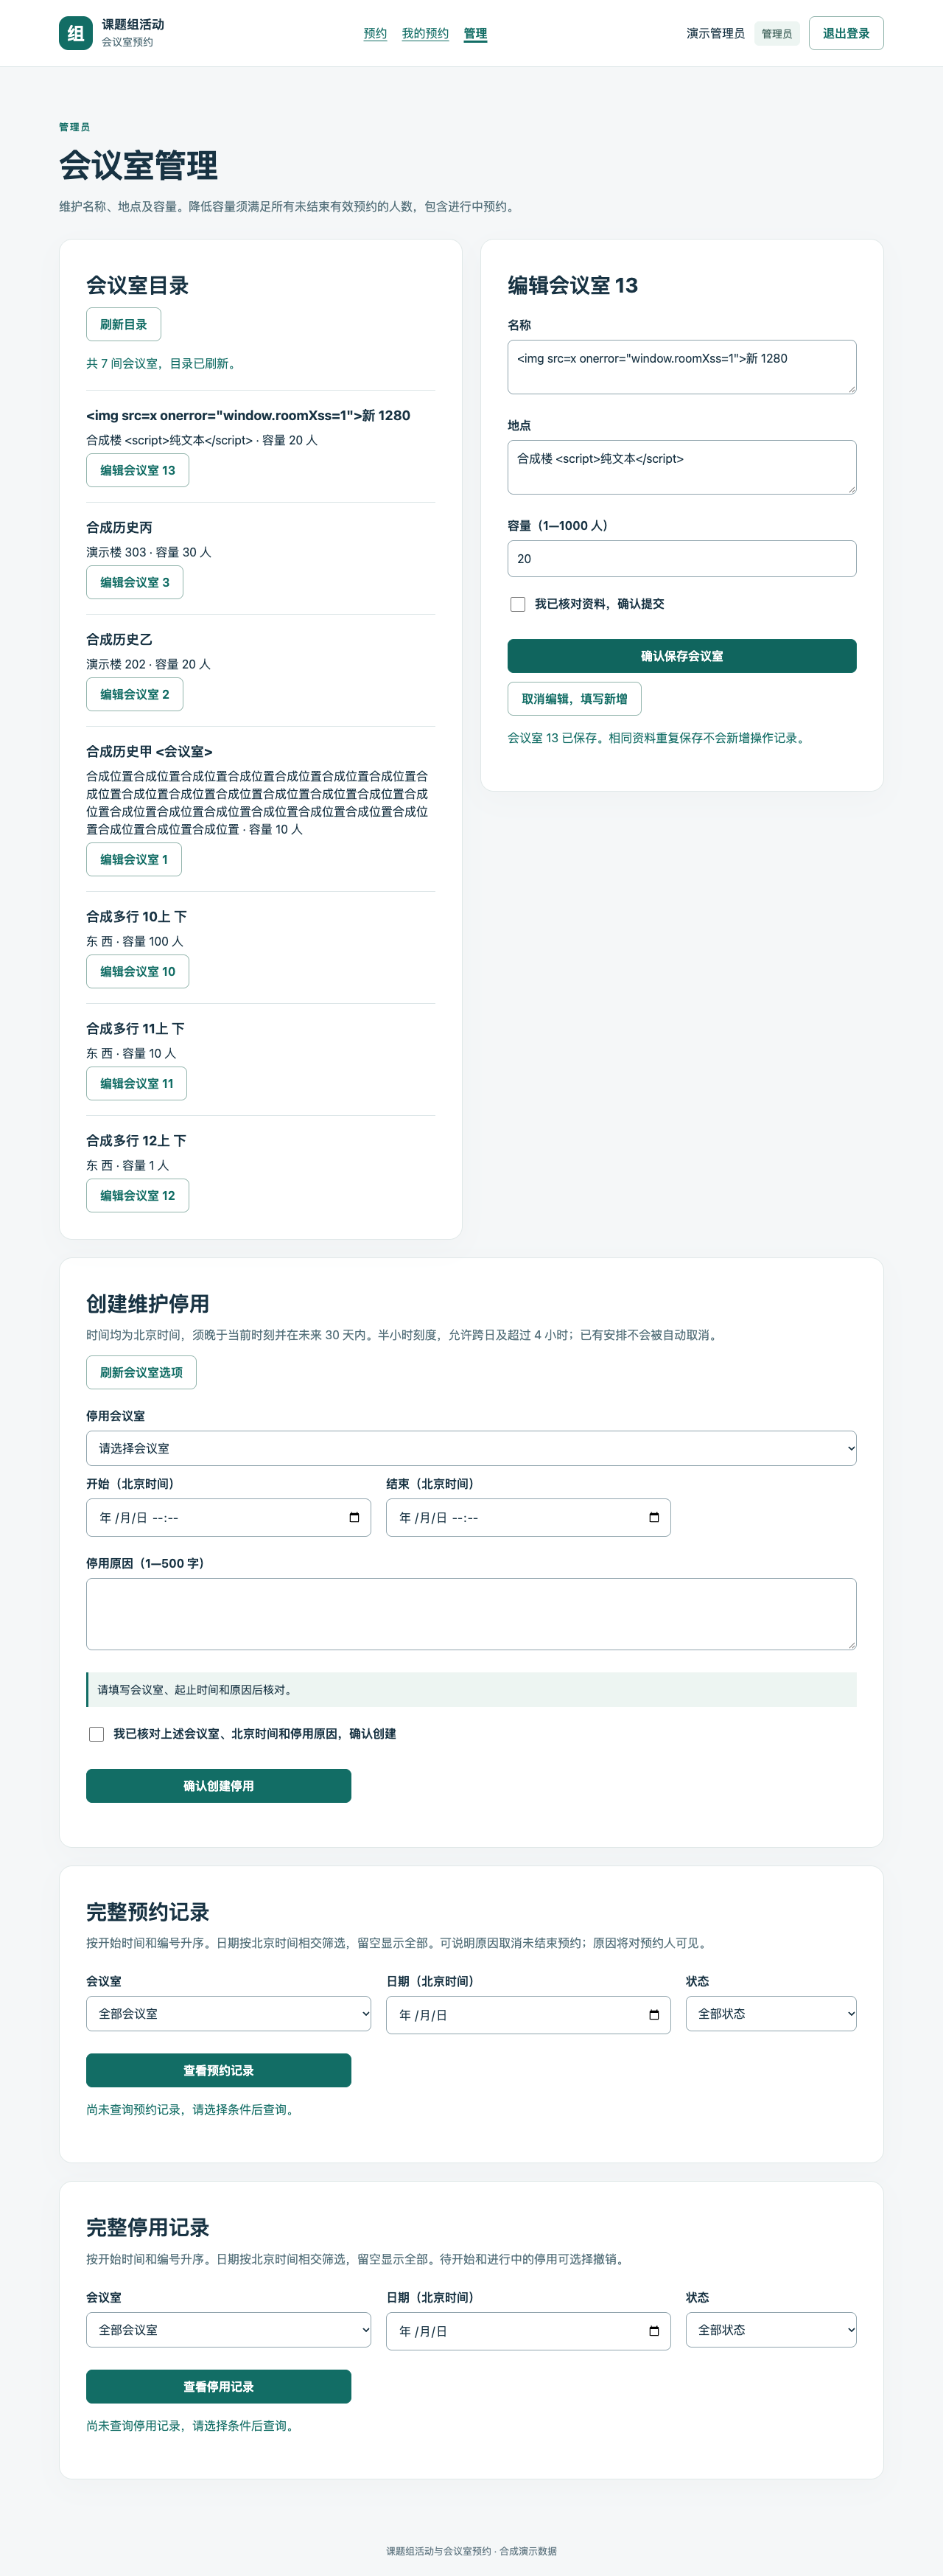 组
课题组活动
会议室预约
预约 我的预约 管理
演示管理员 管理员 退出登录
管理员
会议室管理
维护名称、地点及容量。降低容量须满足所有未结束有效预约的人数，包含进行中预约。
会议室目录
刷新目录
共 7 间会议室，目录已刷新。
<img src=x onerror="window.roomXss=1">新 1280
合成楼 <script>纯文本</script> · 容量 20 人
编辑会议室 13
合成历史丙
演示楼 303 · 容量 30 人
编辑会议室 3
合成历史乙
演示楼 202 · 容量 20 人
编辑会议室 2
合成历史甲 <会议室>
合成位置合成位置合成位置合成位置合成位置合成位置合成位置合
成位置合成位置合成位置合成位置合成位置合成位置合成位置合成
位置合成位置合成位置合成位置合成位置合成位置合成位置合成位
置合成位置合成位置合成位置 · 容量 10 人
编辑会议室 1
合成多行 10上 下
东 西 · 容量 100 人
编辑会议室 10
合成多行 11上 下
东 西 · 容量 10 人
编辑会议室 11
合成多行 12上 下
东 西 · 容量 1 人
编辑会议室 12
编辑会议室 13
名称
<img src=x onerror="window.roomXss=1">新 1280
地点
合成楼 <script>纯文本</script>
容量（1—1000 人）
20
我已核对资料，确认提交
确认保存会议室
取消编辑，填写新增
会议室 13 已保存。相同资料重复保存不会新增操作记录。
创建维护停用
时间均为北京时间，须晚于当前时刻并在未来 30 天内。半小时刻度，允许跨日及超过 4 小时；已有安排不会被自动取消。
刷新会议室选项
停用会议室
请选择会议室
开始（北京时间） 结束（北京时间）
年 /月/日 --:-- 年 /月/日 --:--
停用原因（1—500 字）
请填写会议室、起止时间和原因后核对。
我已核对上述会议室、北京时间和停用原因，确认创建
确认创建停用
完整预约记录
按开始时间和编号升序。日期按北京时间相交筛选，留空显示全部。可说明原因取消未结束预约；原因将对预约人可见。
会议室 日期（北京时间） 状态
全部会议室 年 /月/日 全部状态
查看预约记录
尚未查询预约记录，请选择条件后查询。
完整停用记录
按开始时间和编号升序。日期按北京时间相交筛选，留空显示全部。待开始和进行中的停用可选择撤销。
会议室 日期（北京时间） 状态
全部会议室 年 /月/日 全部状态
查看停用记录
尚未查询停用记录，请选择条件后查询。
课题组活动与会议室预约 · 合成演示数据